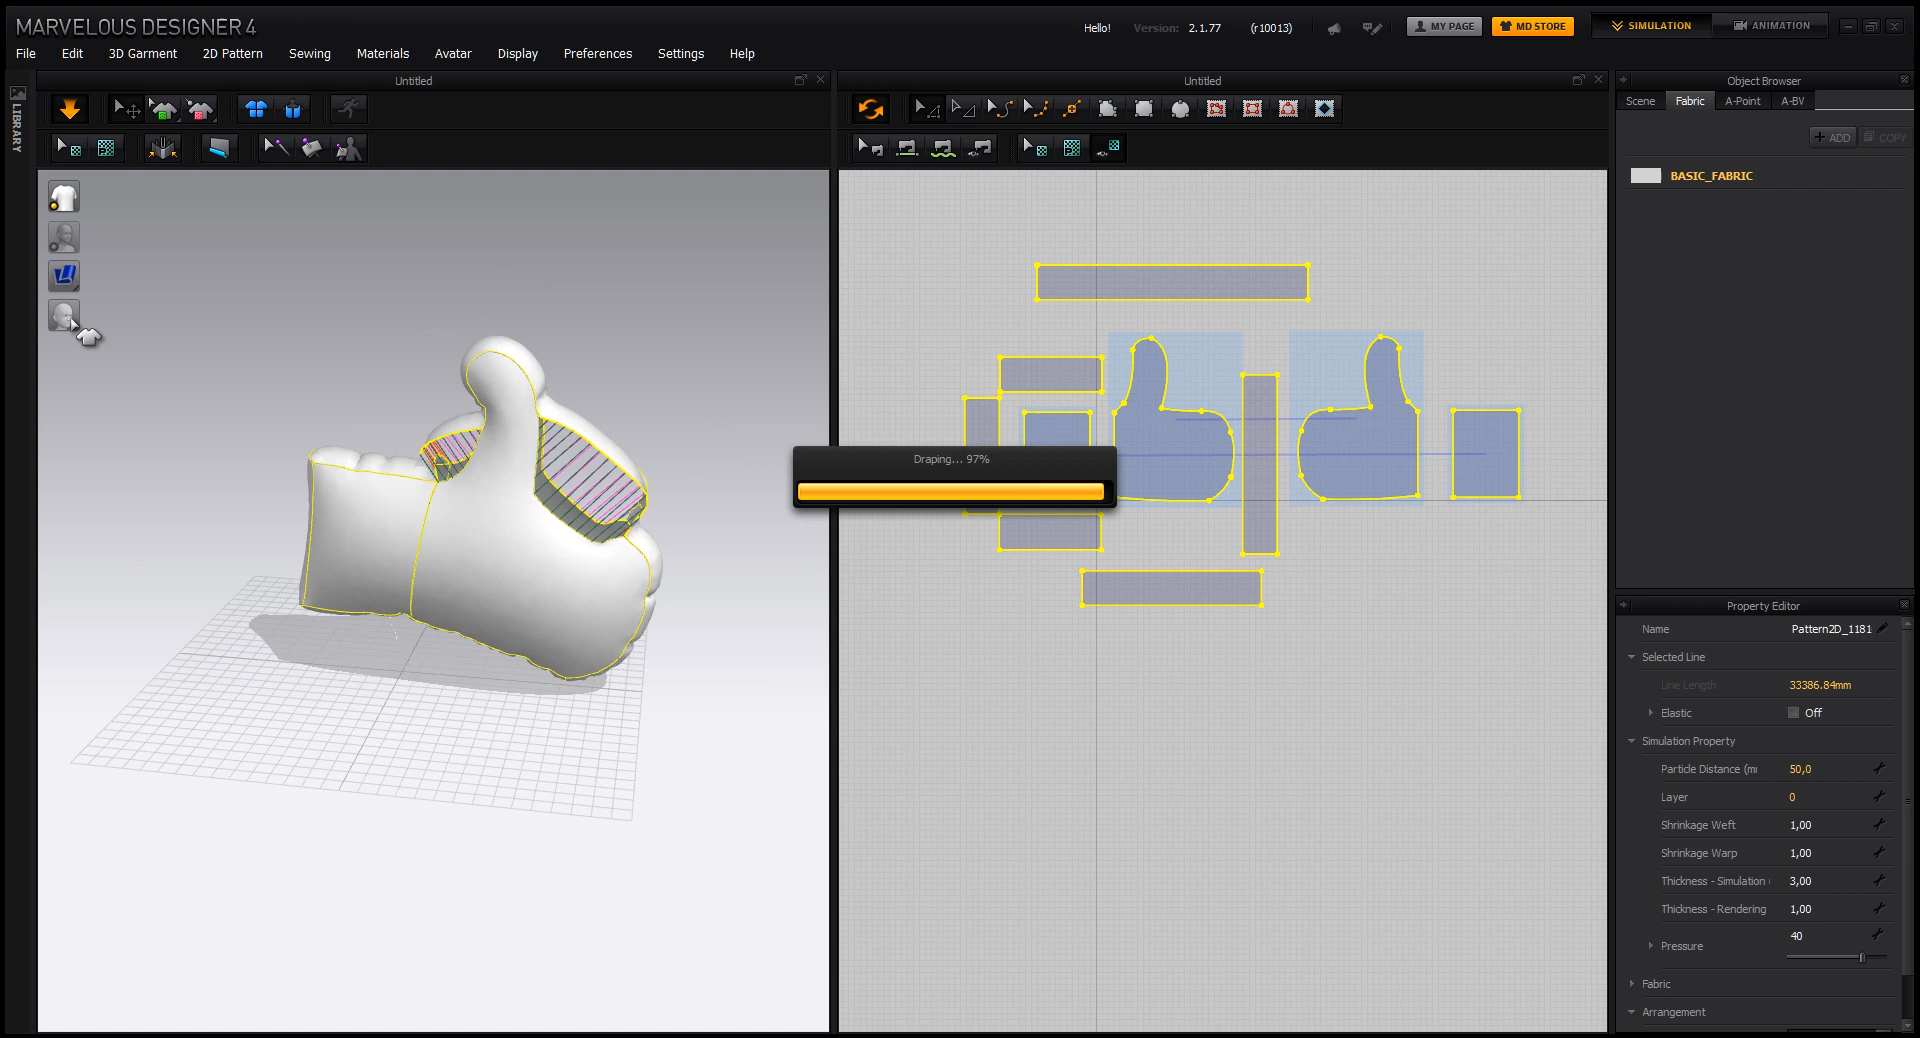 MARVELOUS DESIGNER 4
Hello!
Version:
2.1.77
(r10013)
MY PAGE
MD STORE
SIMULATION
ANIMATION
File
Edit
3D Garment
2D Pattern
Sewing
Materials
Avatar
Display
Preferences
Settings
Help
LIBRARY
Untitled
Untitled
Object Browser
Scene
Fabric
A-Point
A-BV
+ ADD
COPY
BASIC_FABRIC
Draping... 97%
Property Editor
Name
Pattern2D_1181
Selected Line
Line Length
33386.84mm
Elastic
Off
Simulation Property
Particle Distance (m
50,0
Layer
0
Shrinkage Weft
1,00
Shrinkage Warp
1,00
Thickness - Simulation (
3,00
Thickness - Rendering
1,00
Pressure
40
Fabric
Arrangement